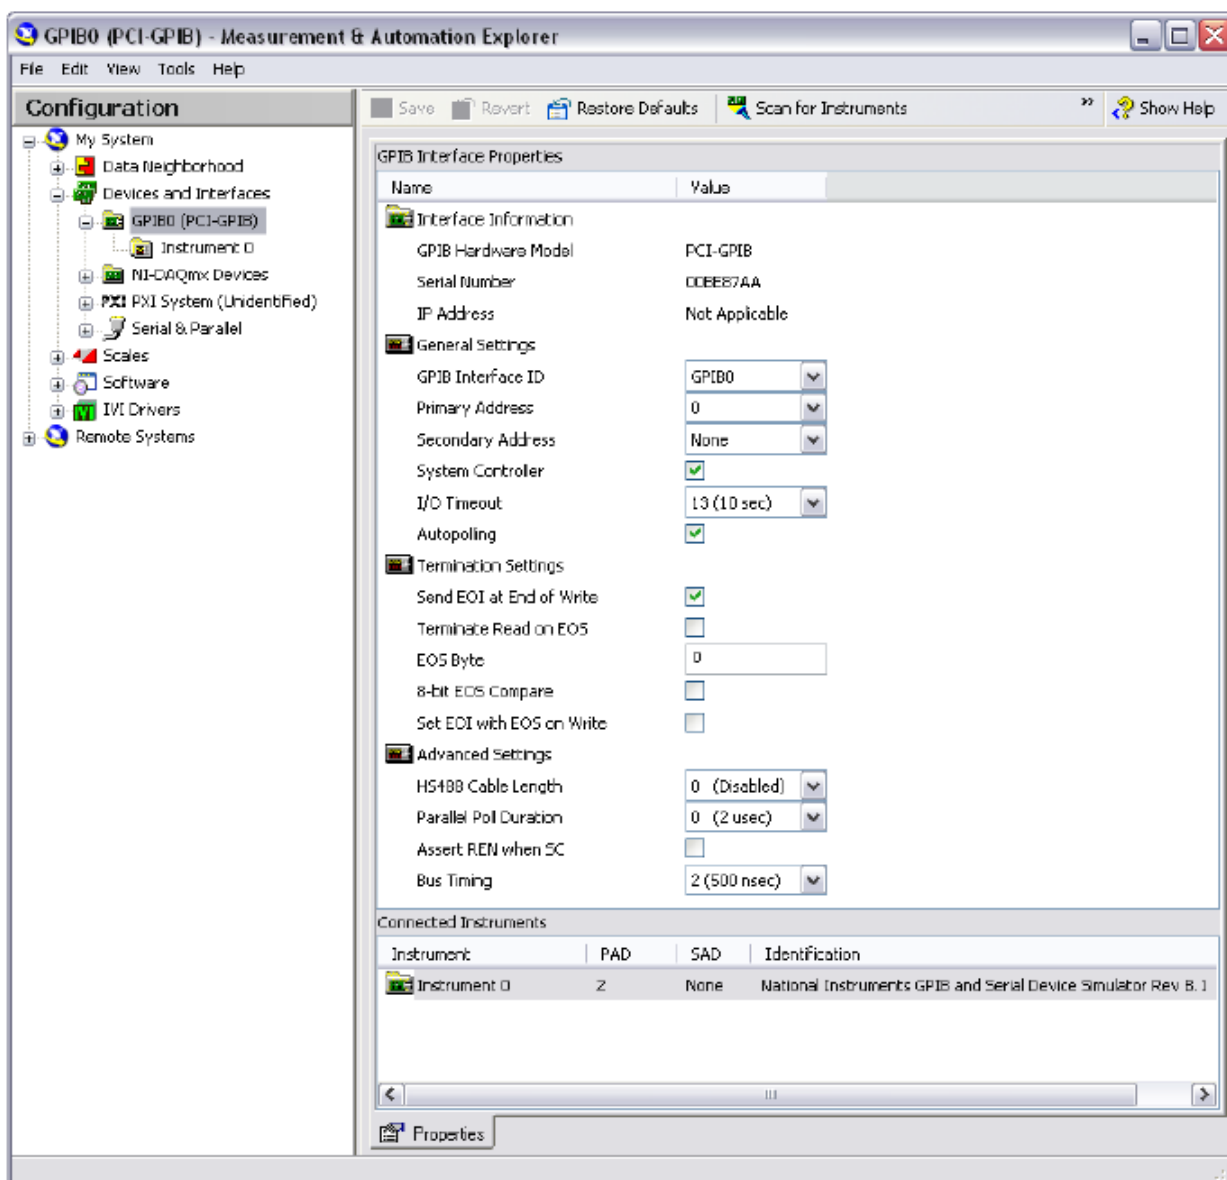 GPIB0 (PCI-GPIB) - Measurement & Automation Explorer
File Edit View Tools Help
Configuration
My System
Data Neighborhood
Devices and Interfaces
GPIB0 (PCI-GPIB)
Instrument 0
NI-DAQmx Devices
PXI PXI System (Unidentified)
Serial & Parallel
Scales
Software
IVI Drivers
Remote Systems
Save Revert Restore Defaults Scan for Instruments » Show Help
GPIB Interface Properties
Name Value
Interface Information
GPIB Hardware Model PCI-GPIB
Serial Number 00BE87AA
IP Address Not Applicable
General Settings
GPIB Interface ID GPIB0
Primary Address 0
Secondary Address None
System Controller
I/O Timeout 13 (10 sec)
Autopolling
Termination Settings
Send EOI at End of Write
Terminate Read on EOS
EOS Byte 0
8-bit EOS Compare
Set EOI with EOS on Write
Advanced Settings
HS488 Cable Length 0 (Disabled)
Parallel Poll Duration 0 (2 usec)
Assert REN when SC
Bus Timing 2 (500 nsec)
Connected Instruments
Instrument PAD SAD Identification
Instrument 0 2 None National Instruments GPIB and Serial Device Simulator Rev B.1
Properties